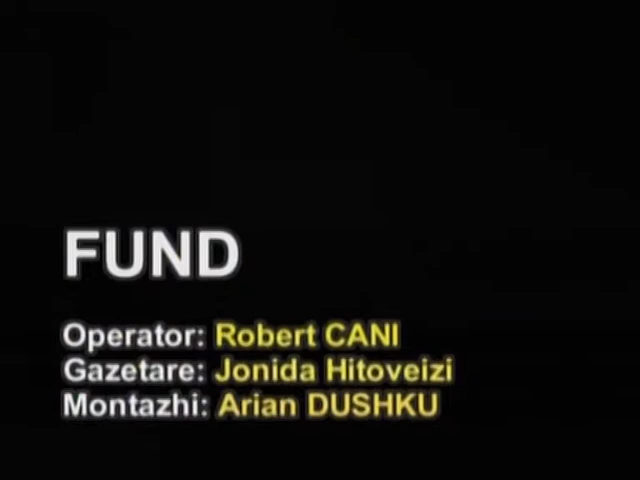 FUND
Operator: Robert CANI
Gazetare: Jonida Hitoveizi
Montazhi: Arian DUSHKU